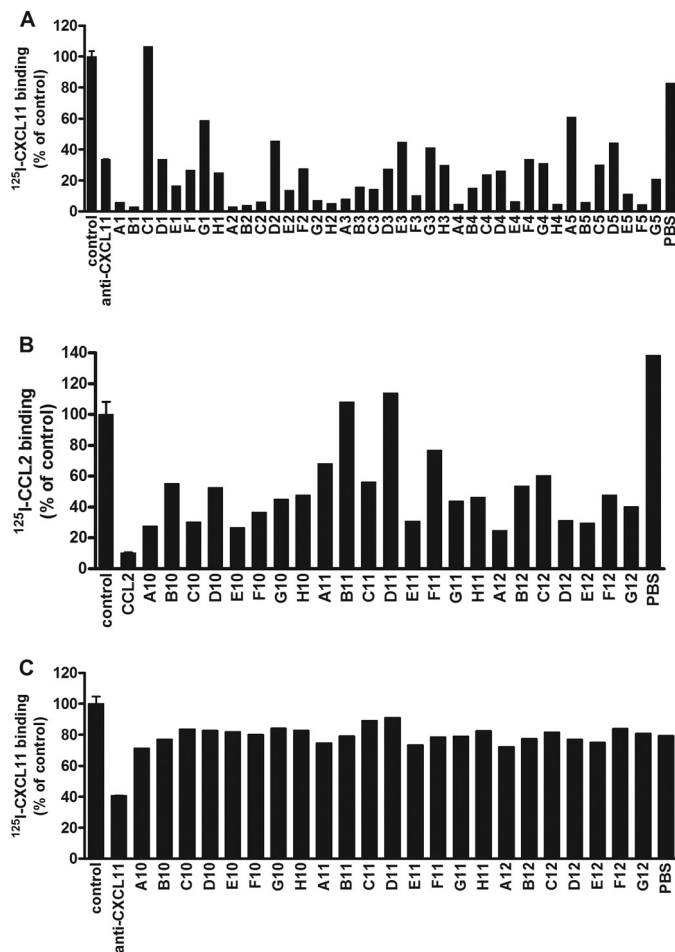 A
¹²⁵I-CXCL11 binding
(% of control)
120
100
80
60
40
20
0
control
anti-CXCL11
A1
B1
C1
D1
E1
F1
G1
H1
A2
B2
C2
D2
E2
F2
G2
H2
A3
B3
C3
D3
E3
F3
G3
H3
A4
B4
C4
D4
E4
F4
G4
H4
A5
B5
C5
D5
E5
F5
G5
PBS
B
¹²⁵I-CCL2 binding
(% of control)
140
120
100
80
60
40
20
0
control
CCL2
A10
B10
C10
D10
E10
F10
G10
H10
A11
B11
C11
D11
E11
F11
G11
H11
A12
B12
C12
D12
E12
F12
G12
PBS
C
¹²⁵I-CXCL11 binding
(% of control)
120
100
80
60
40
20
0
control
anti-CXCL11
A10
B10
C10
D10
E10
F10
G10
H10
A11
B11
C11
D11
E11
F11
G11
H11
A12
B12
C12
D12
E12
F12
G12
PBS